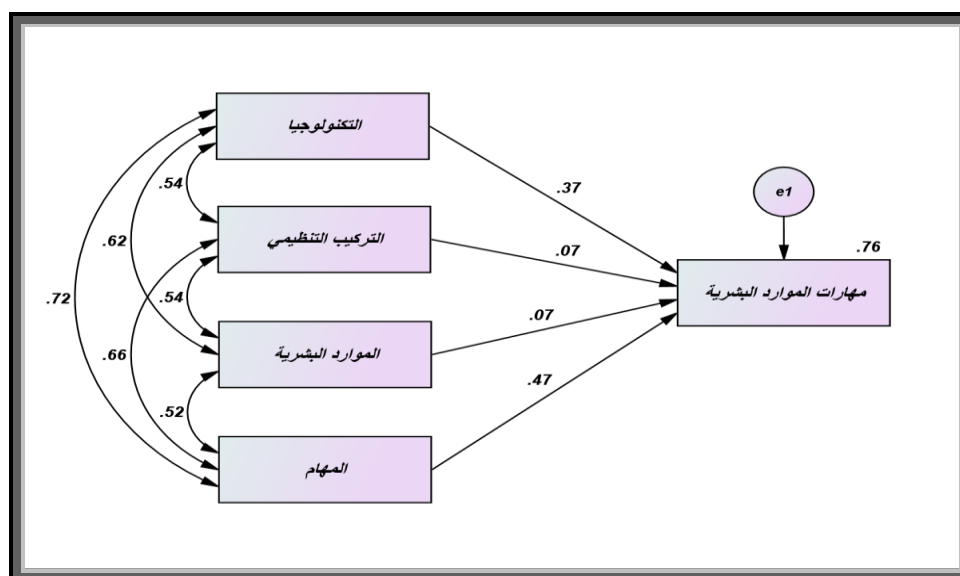 التكنولوجيا
.54
.37
e1
.62
التركيب التنظيمي
.07
.76
.72
.54
مهارات الموارد البشرية
.66
الموارد البشرية
.07
.52
.47
المهام